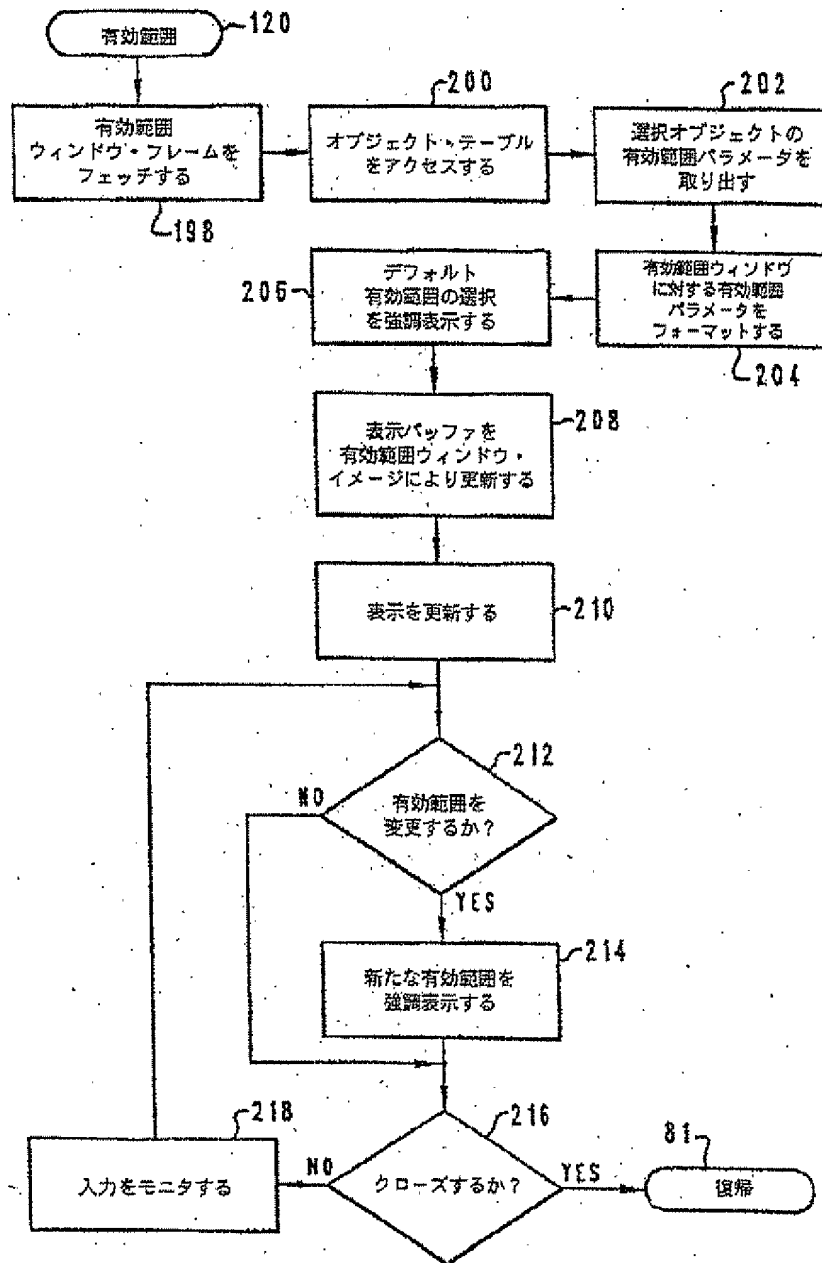 有効範囲
120
有効範囲
ウィンドウ・フレームを
フェッチする
198
200
オブジェクト・テーブル
をアクセスする
202
選択オブジェクトの
有効範囲パラメータを
取り出す
有効範囲ウィンドウ
に対する有効範囲
パラメータを
フォーマットする
204
206
デフォルト
有効範囲の選択
を強調表示する
208
表示バッファを
有効範囲ウィンドウ・
イメージにより更新する
表示を更新する
210
212
有効範囲を
変更するか?
NO
YES
214
新たな有効範囲を
強調表示する
216
クローズするか?
NO
YES
218
入力をモニタする
81
復帰